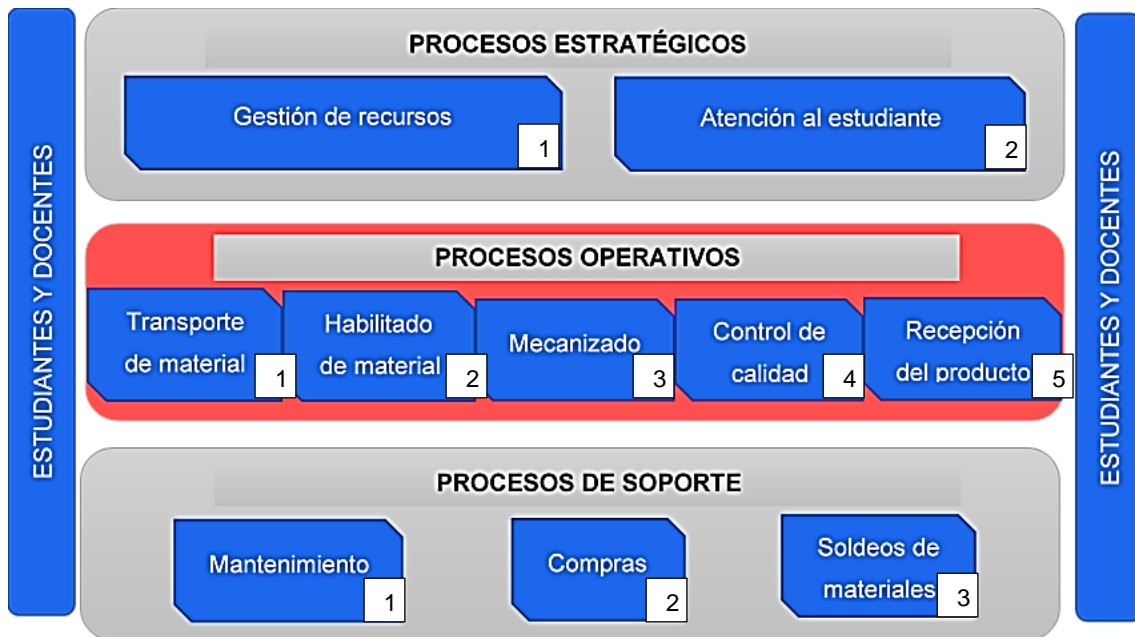 ESTUDIANTES Y DOCENTES
PROCESOS ESTRATÉGICOS
Gestión de recursos
1
Atención al estudiante
2
PROCESOS OPERATIVOS
Transporte
de material
1
Habilitado
de material
2
Mecanizado
3
Control de
calidad
4
Recepción
del producto
5
PROCESOS DE SOPORTE
Mantenimiento
1
Compras
2
Soldeos de
materiales
3
ESTUDIANTES Y DOCENTES